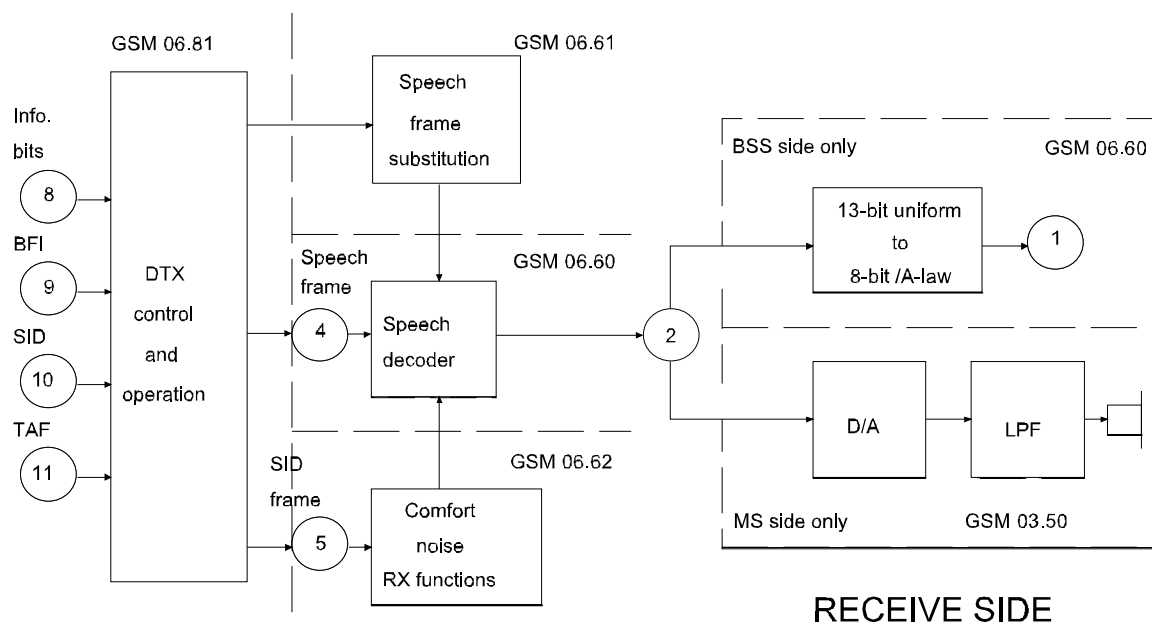 GSM 06.81
GSM 06.61
Speech
frame
substitution
Info.
bits
8
BFI
9
SID
10
TAF
11
DTX
control
and
operation
Speech
frame
4
GSM 06.60
Speech
decoder
SID
frame
5
GSM 06.62
Comfort
noise
RX functions
2
BSS side only
GSM 06.60
13-bit uniform
to
8-bit /A-law
1
D/A
LPF
MS side only
GSM 03.50
RECEIVE SIDE